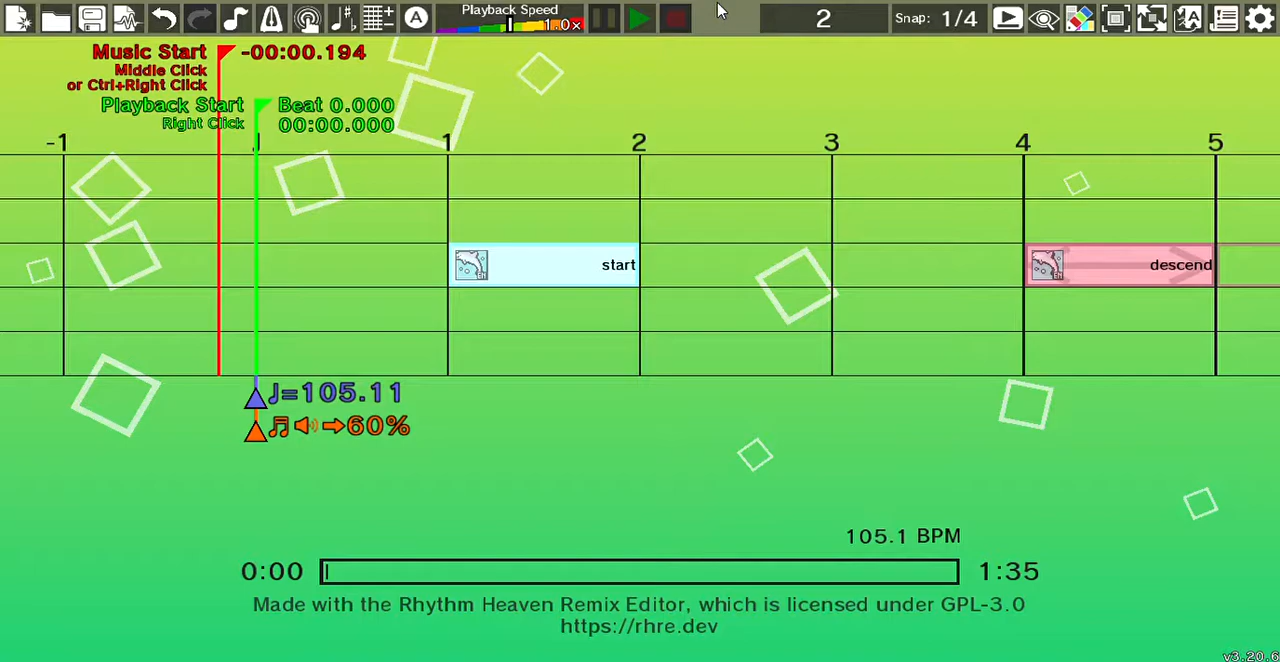 A
Playback Speed
1.0x
2
Snap: 1/4
A
Music Start
-00:00.194
Middle Click
or Ctrl+Right Click
Playback Start
Beat 0.000
Right Click
00:00.000
-1
1
2
3
4
5
start
descend
=105.11
60%
105.1 BPM
0:00
1:35
Made with the Rhythm Heaven Remix Editor, which is licensed under GPL-3.0
https://rhre.dev
v3.20.6